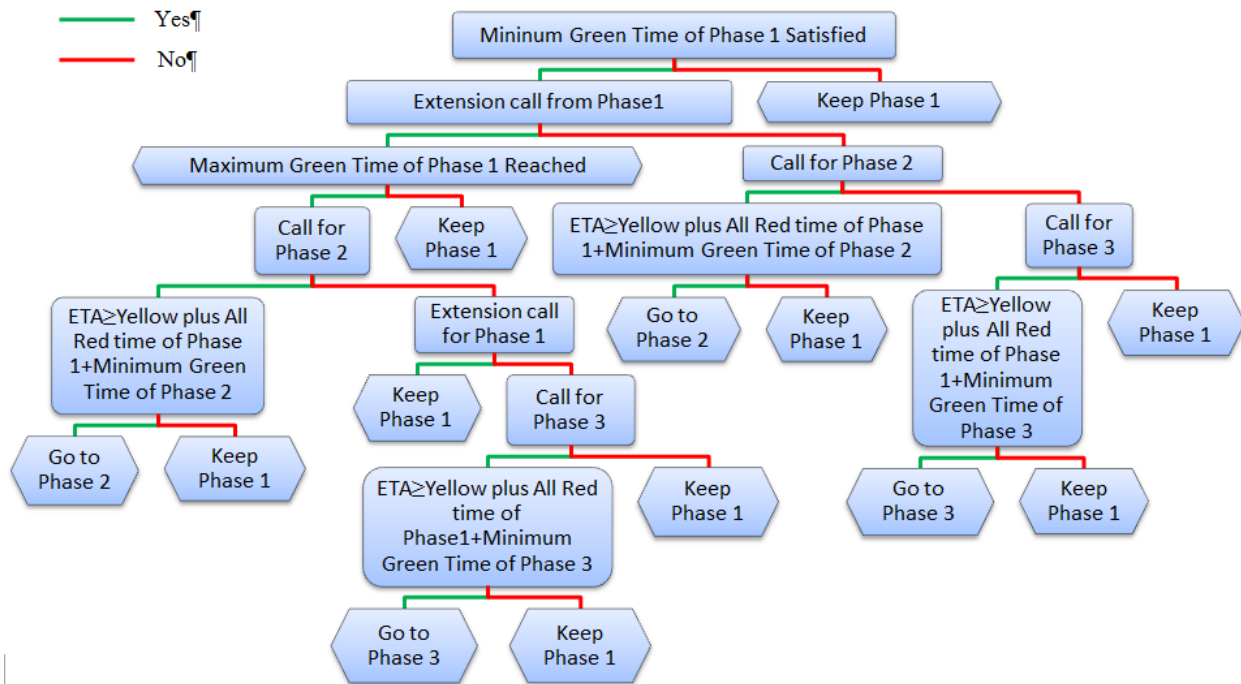 Yes¶
No¶
Mininum Green Time of Phase 1 Satisfied
Extension call from Phase1
Keep Phase 1
Maximum Green Time of Phase 1 Reached
Call for Phase 2
Call for
Phase 2
Keep
Phase 1
ETA≥Yellow plus All Red time of Phase
1+Minimum Green Time of Phase 2
Call for
Phase 3
ETA≥Yellow plus All
Red time of Phase
1+Minimum Green
Time of Phase 2
Extension call
for Phase 1
Go to
Phase 2
Keep
Phase 1
ETA≥Yellow
plus All Red
time of Phase
1+Minimum
Green Time of
Phase 3
Keep
Phase 1
Keep
Phase 1
Call for
Phase 3
Go to
Phase 2
Keep
Phase 1
ETA≥Yellow plus All Red
time of
Phase1+Minimum
Green Time of Phase 3
Keep
Phase 1
Go to
Phase 3
Keep
Phase 1
Go to
Phase 3
Keep
Phase 1